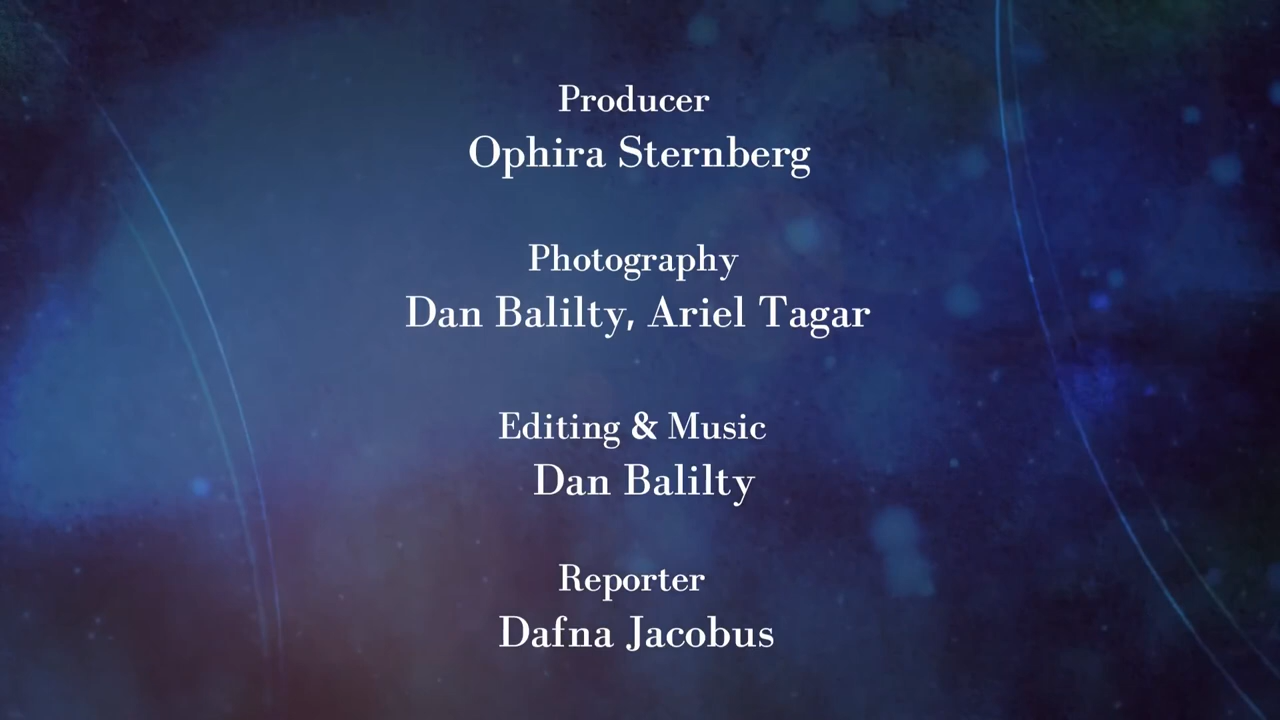 Producer
Ophira Sternberg
Photography
Dan Balilty, Ariel Tagar
Editing & Music
Dan Balilty
Reporter
Dafna Jacobus